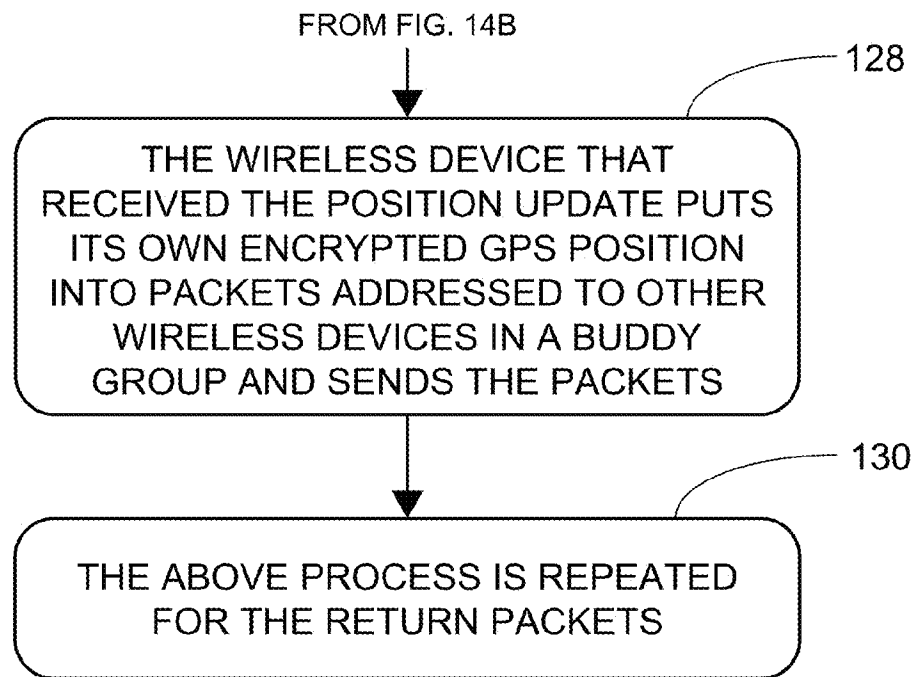 FROM FIG. 14B
128
THE WIRELESS DEVICE THAT
RECEIVED THE POSITION UPDATE PUTS
ITS OWN ENCRYPTED GPS POSITION
INTO PACKETS ADDRESSED TO OTHER
WIRELESS DEVICES IN A BUDDY
GROUP AND SENDS THE PACKETS
130
THE ABOVE PROCESS IS REPEATED
FOR THE RETURN PACKETS